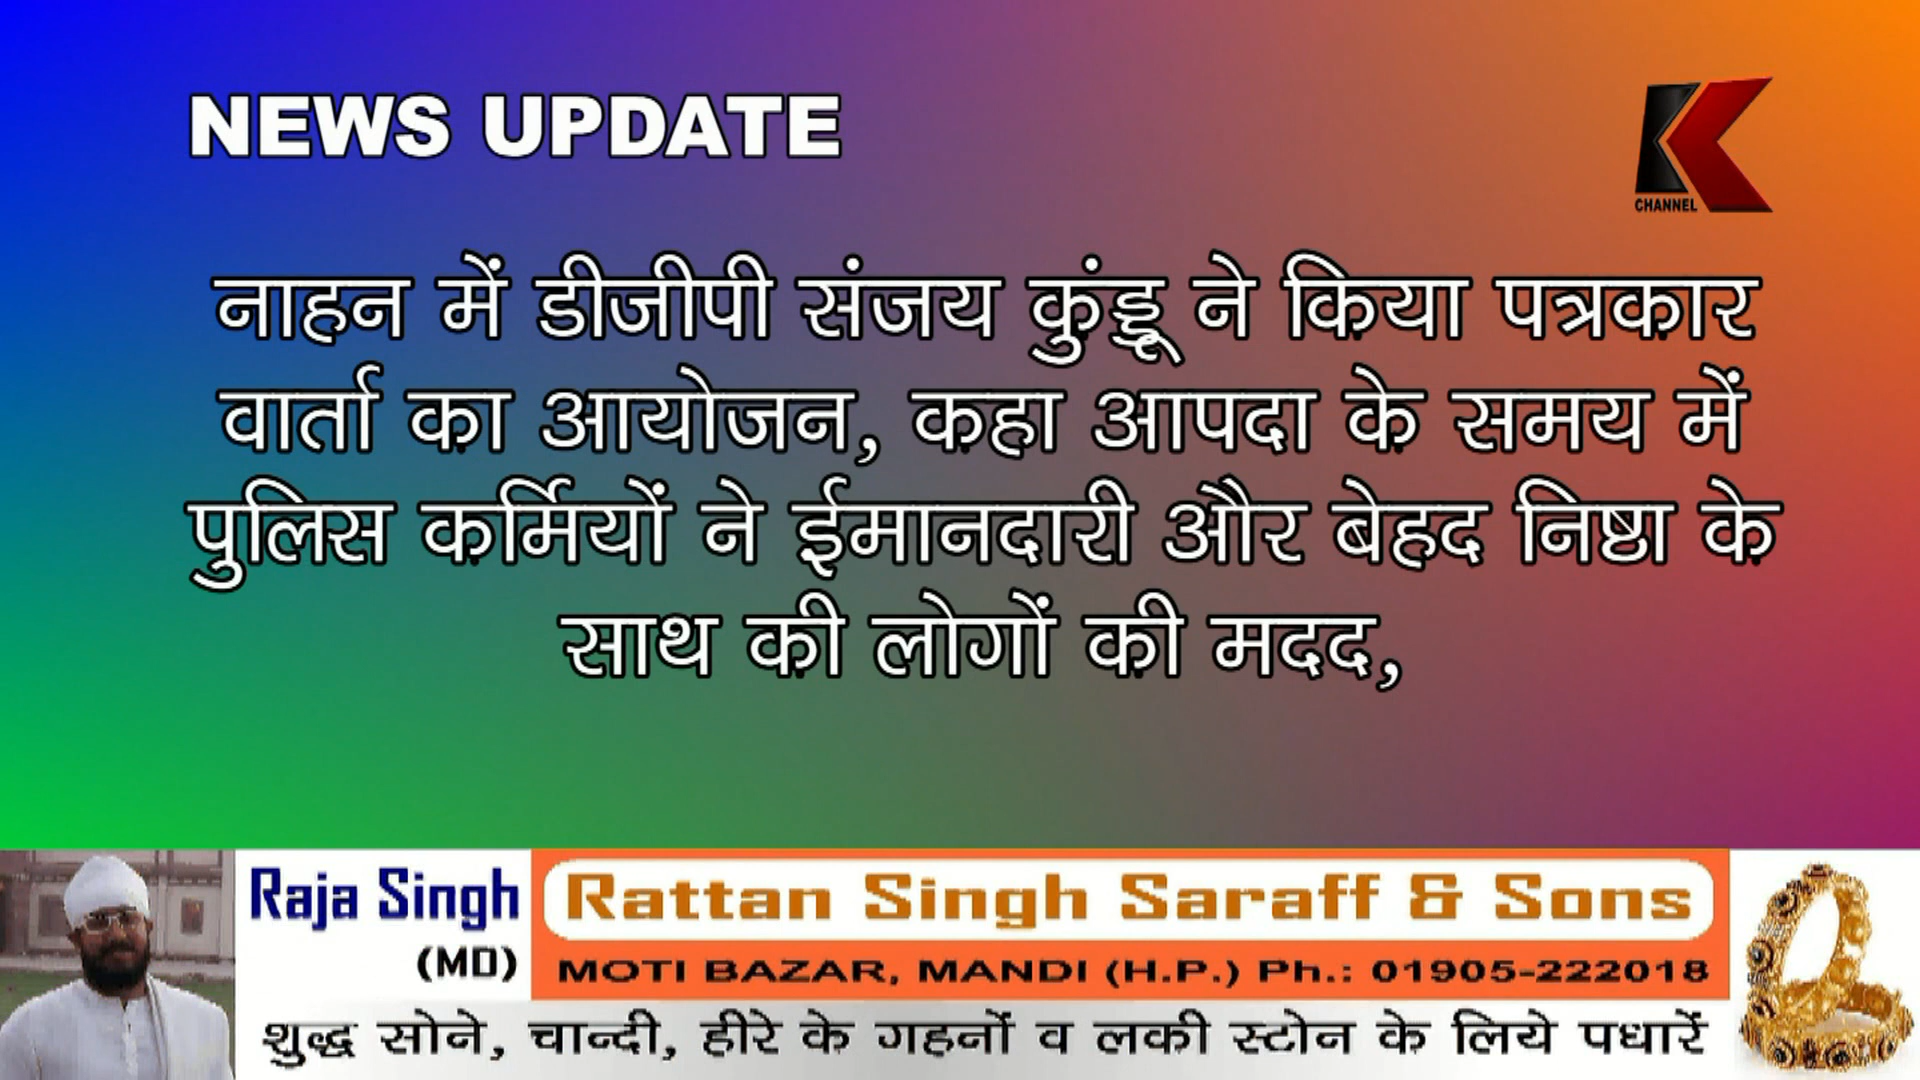 NEWS UPDATE
CHANNEL
नाहन में डीजीपी संजय कुंड्डू ने किया पत्रकार
वार्ता का आयोजन, कहा आपदा के समय में
पुलिस कर्मियों ने ईमानदारी और बेहद निष्ठा के
साथ की लोगों की मदद,
Raja Singh
(MD)
Rattan Singh Saraff & Sons
MOTI BAZAR, MANDI (H.P.) Ph.: 01905-222018
शुद्ध सोने, चान्दी, हीरे के गहनों व लकी स्टोन के लिये पधारें